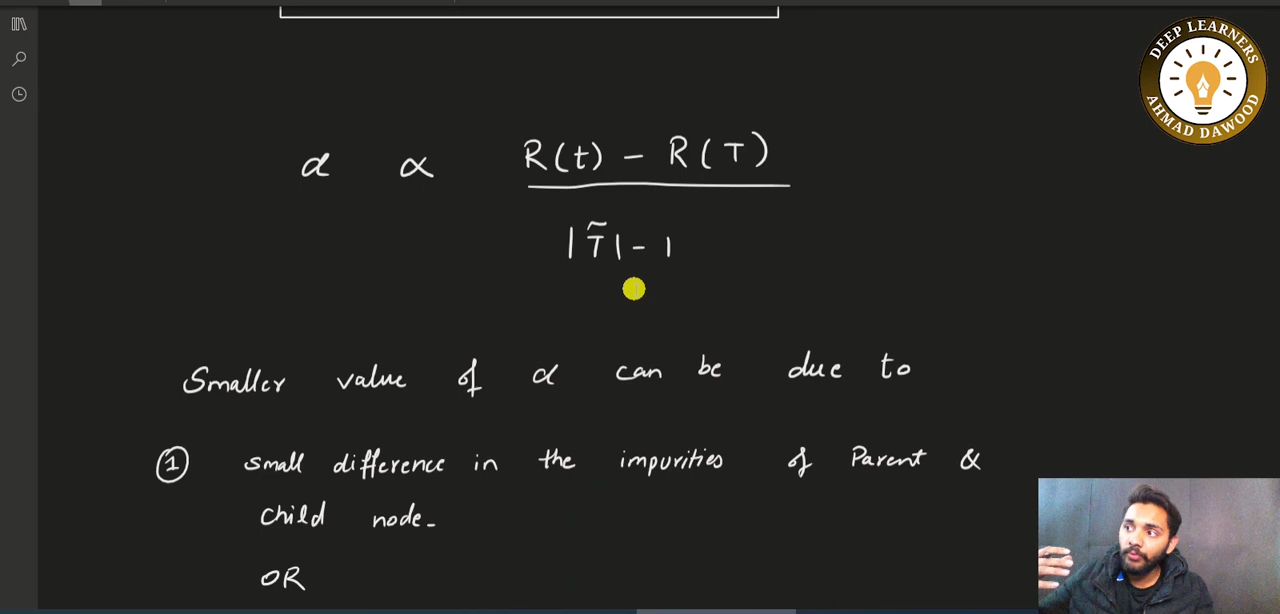 DEEP LEARNERS
AHMAD DAWOOD
α ∝ R(t) - R(T)
|T̃| - 1
Smaller value of α can be due to
① small difference in the impurities of Parent &
child node-
OR